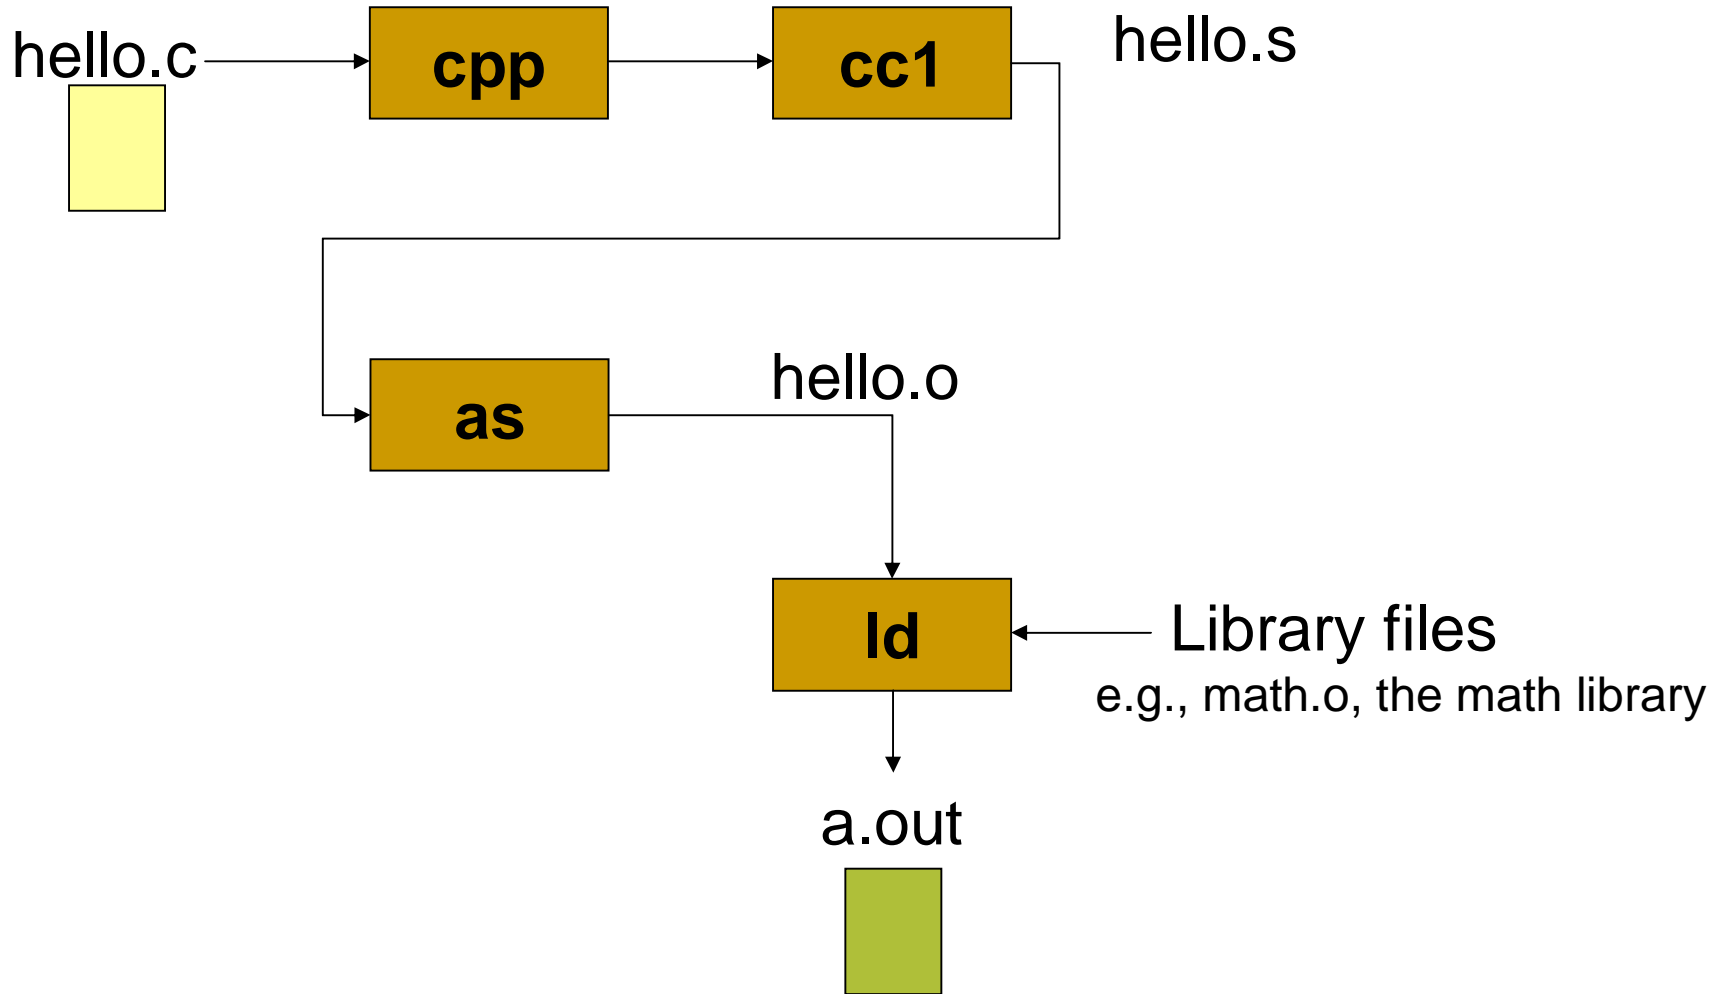 hello.c
cpp
cc1
hello.s
as
hello.o
ld
Library files
e.g., math.o, the math library
a.out